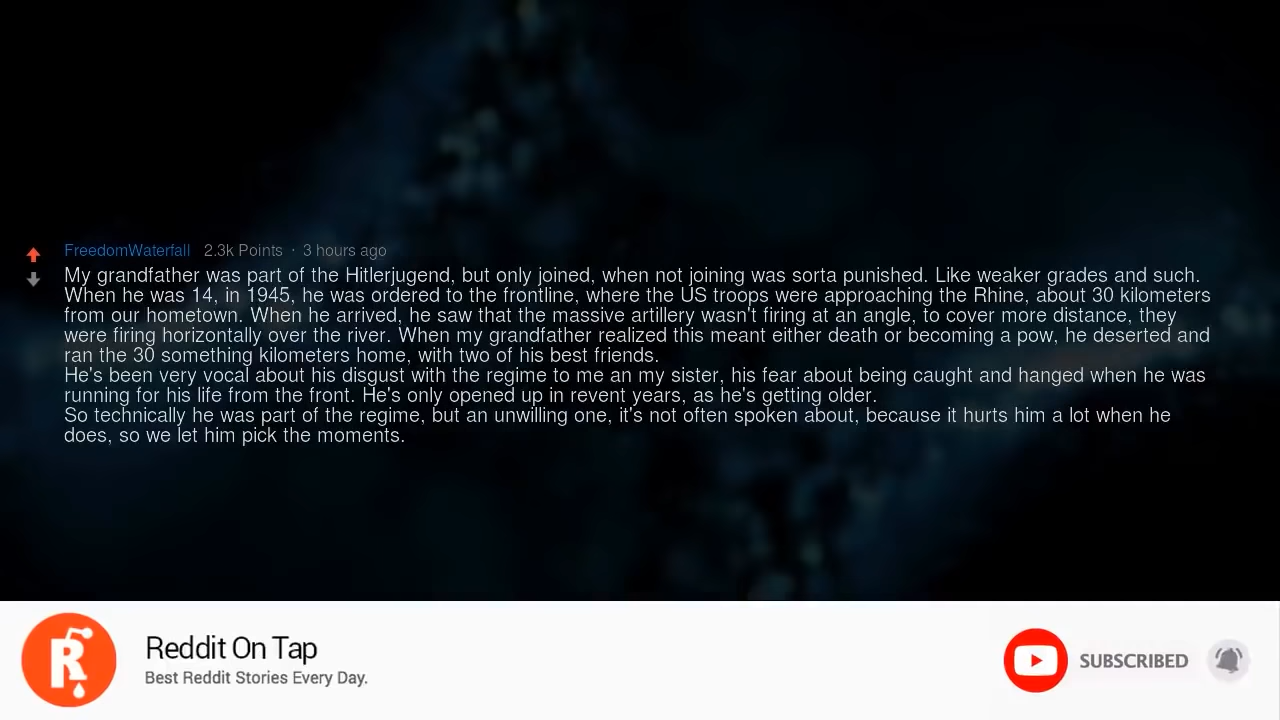 FreedomWaterfall 2.3k Points · 3 hours ago
My grandfather was part of the Hitlerjugend, but only joined, when not joining was sorta punished. Like weaker grades and such.
When he was 14, in 1945, he was ordered to the frontline, where the US troops were approaching the Rhine, about 30 kilometers
from our hometown. When he arrived, he saw that the massive artillery wasn't firing at an angle, to cover more distance, they
were firing horizontally over the river. When my grandfather realized this meant either death or becoming a pow, he deserted and
ran the 30 something kilometers home, with two of his best friends.
He's been very vocal about his disgust with the regime to me an my sister, his fear about being caught and hanged when he was
running for his life from the front. He's only opened up in revent years, as he's getting older.
So technically he was part of the regime, but an unwilling one, it's not often spoken about, because it hurts him a lot when he
does, so we let him pick the moments.
Reddit On Tap
Best Reddit Stories Every Day.
SUBSCRIBED